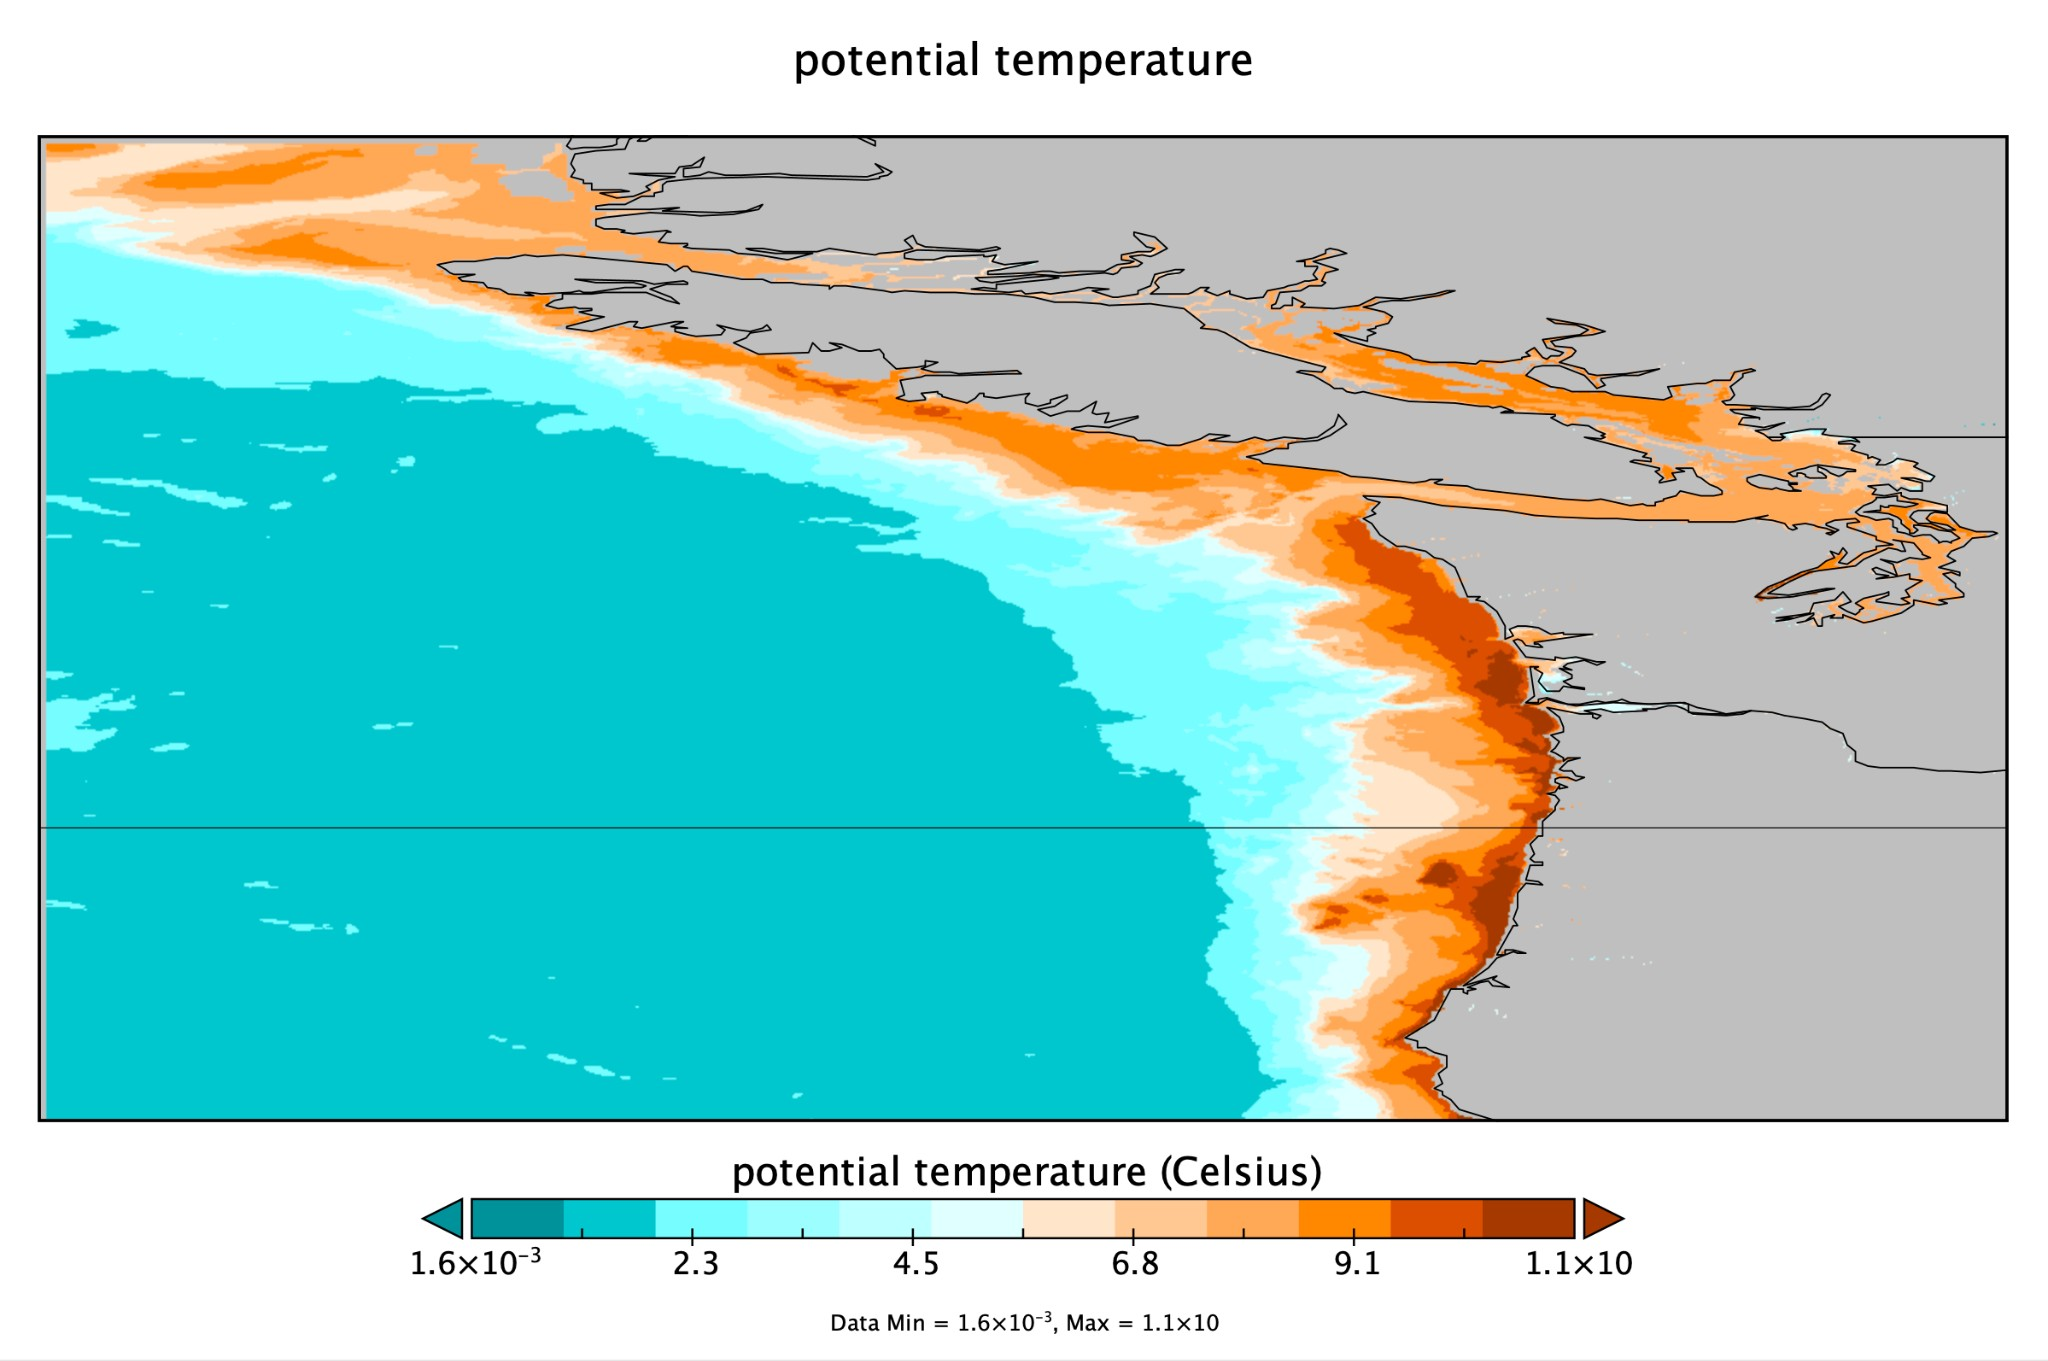 potential temperature
potential temperature (Celsius)
1.6×10⁻³ 2.3 4.5 6.8 9.1 1.1×10
Data Min = 1.6×10⁻³, Max = 1.1×10